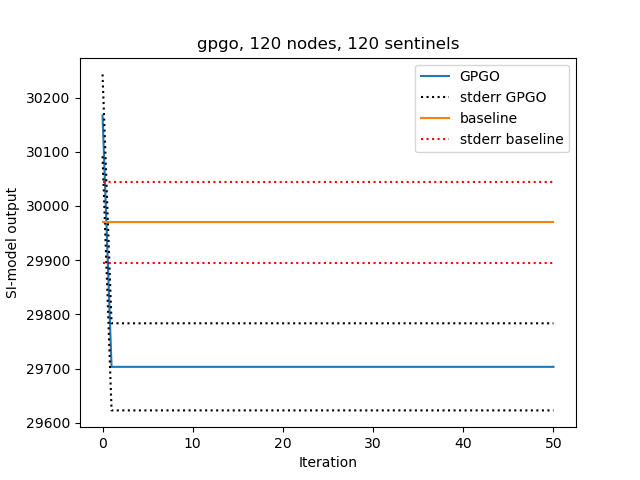 gpgo, 120 nodes, 120 sentinels
GPGO
stderr GPGO
baseline
stderr baseline
SI-model output
30200
30100
30000
29900
29800
29700
29600
0 10 20 30 40 50
Iteration